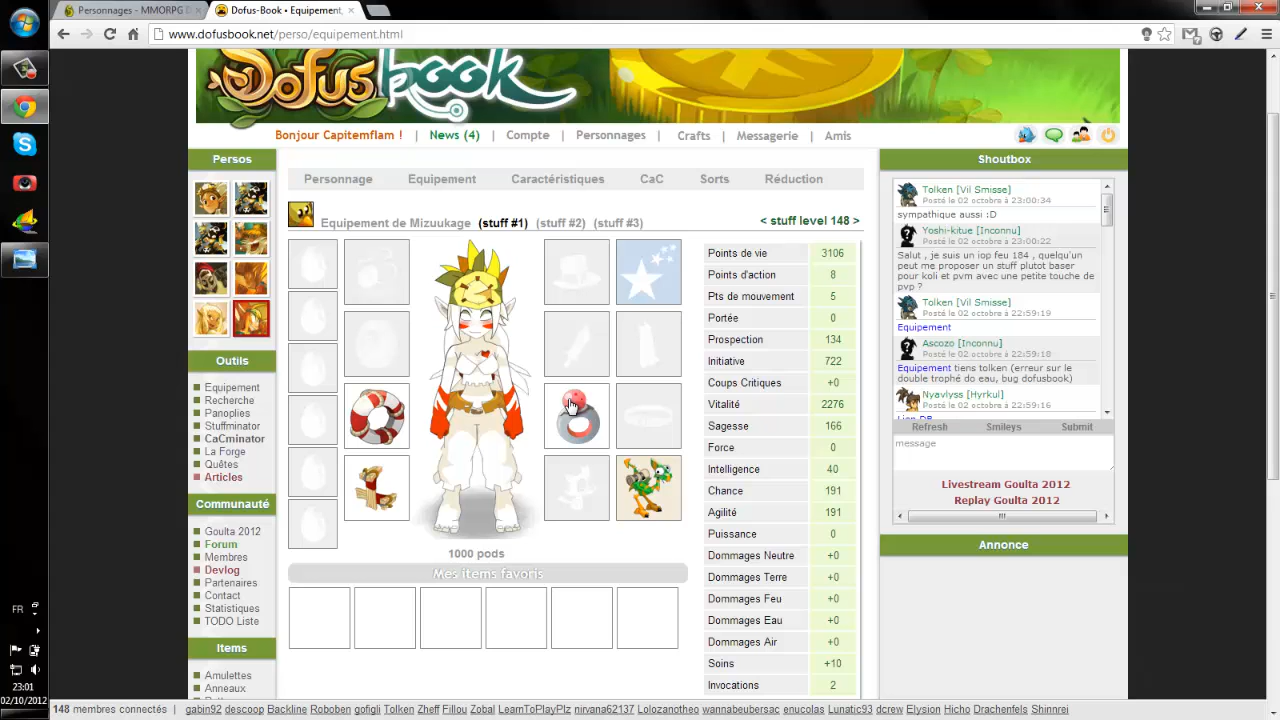 Personnages - MMORPG D
Dofus-Book • Equipement,
www.dofusbook.net/perso/equipement.html
Dofus book
Bonjour Capitemflam ! | News (4) | Compte | Personnages | Crafts | Messagerie | Amis
Persos
Personnage Equipement Caractéristiques CaC Sorts Réduction
Equipement de Mizuukage (stuff #1) (stuff #2) (stuff #3)
< stuff level 148 >
Points de vie 3106
Points d'action 8
Pts de mouvement 5
Portée 0
Prospection 134
Initiative 722
Coups Critiques +0
Vitalité 2276
Sagesse 166
Force 0
Intelligence 40
Chance 191
Agilité 191
Puissance 0
Dommages Neutre +0
Dommages Terre +0
Dommages Feu +0
Dommages Eau +0
Dommages Air +0
Soins +10
Invocations 2
1000 pods
Mes items favoris
Outils
Equipement
Recherche
Panoplies
Stuffminator
CaCminator
La Forge
Quêtes
Articles
Communauté
Goulta 2012
Forum
Membres
Devlog
Partenaires
Contact
Statistiques
TODO Liste
Items
Amulettes
Anneaux
Shoutbox
Tolken [Vil Smisse]
Posté le 02 octobre à 23:00:34
sympathique aussi :D
Yoshi-kitue [Inconnu]
Posté le 02 octobre à 23:00:22
Salut , je suis un iop feu 184 , quelqu'un
peut me proposer un stuff plutot baser
pour koli et pvm avec une petite touche de
pvp ?
Tolken [Vil Smisse]
Posté le 02 octobre à 22:59:19
Equipement
Ascozo [Inconnu]
Posté le 02 octobre à 22:59:18
Equipement tiens tolken (erreur sur le
double trophé do eau, bug dofusbook)
Nyavlyss [Hyrkul]
Posté le 02 octobre à 22:59:16
Refresh Smileys Submit
message
Livestream Goulta 2012
Replay Goulta 2012
Annonce
FR
23:01
02/10/2012
148 membres connectés gabin92 descoop Backline Roboben gofigli Tolken Zheff Fillou Zobal LearnToPlayPlz nirvana62137 Lolozanotheo wannabeversac enucolas Lunatic93 dcrew Elysion Hicho Drachenfels Shninrei